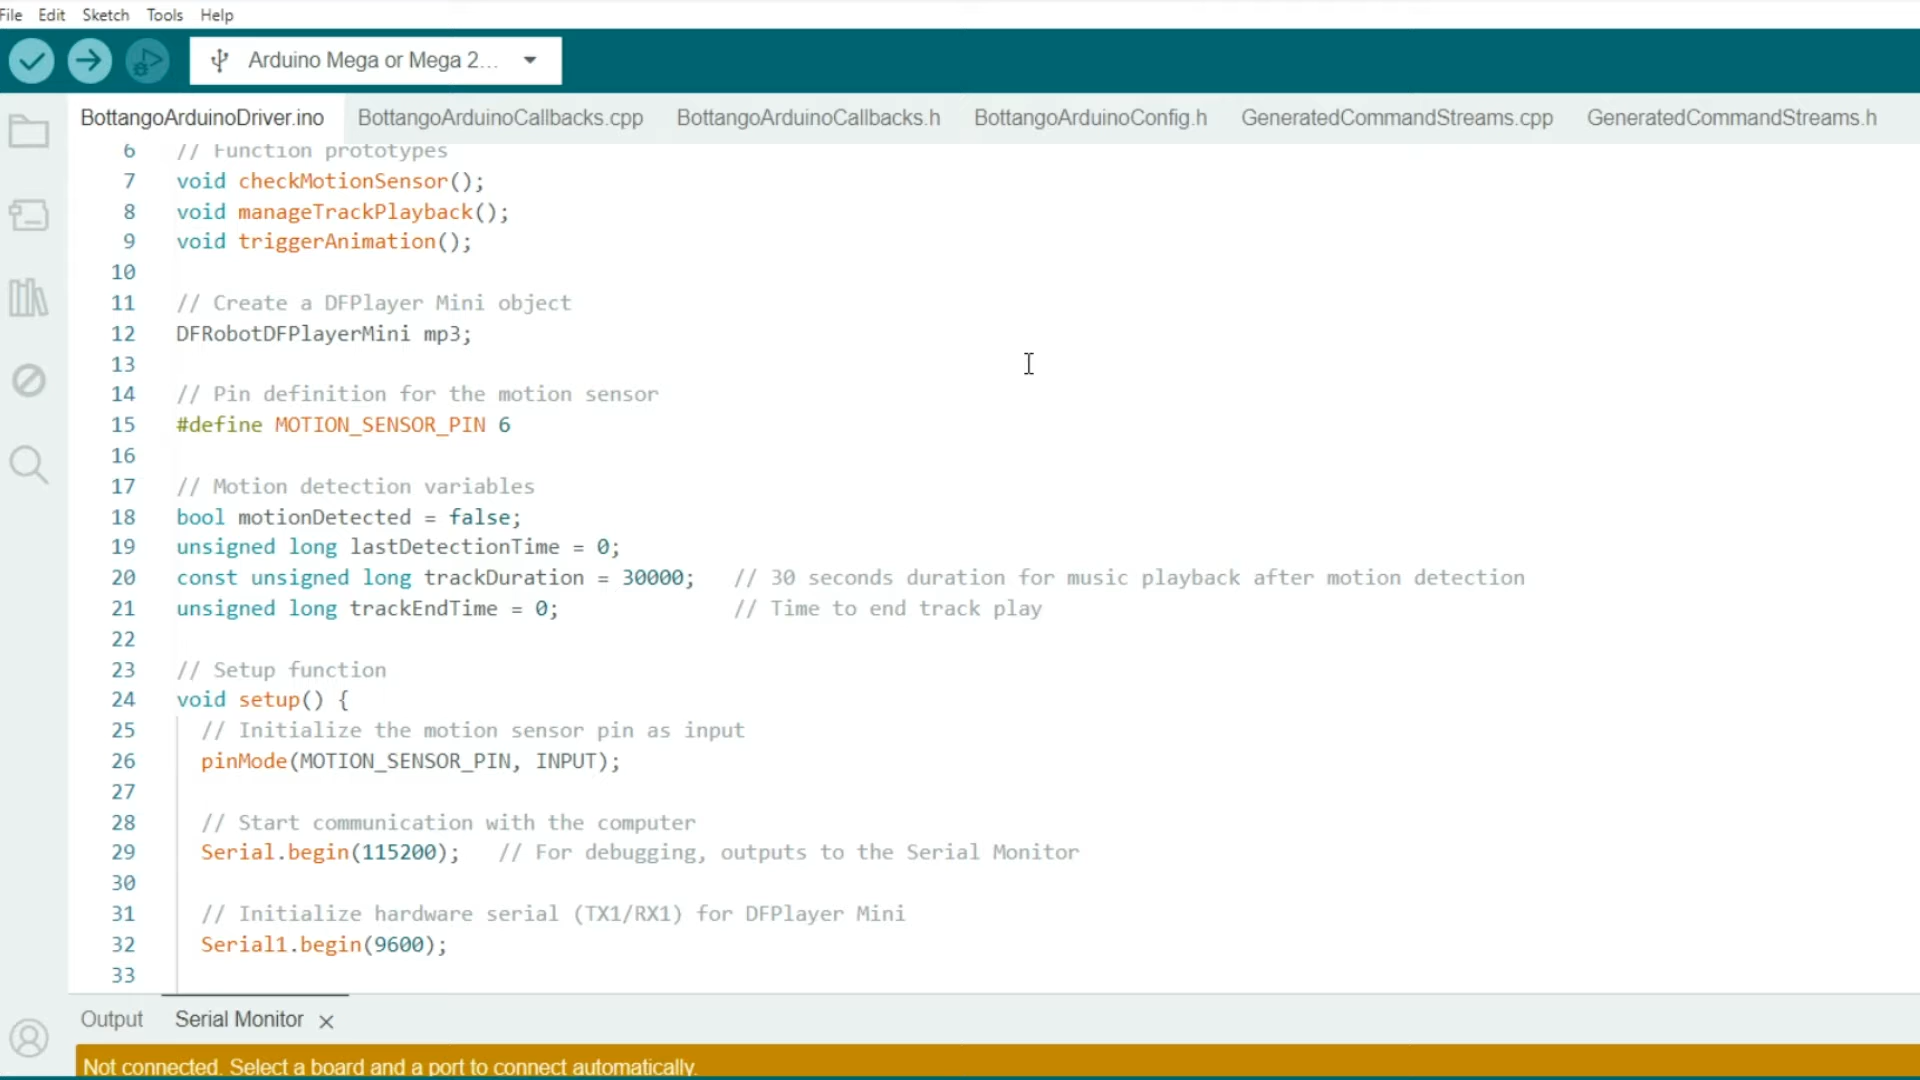 File Edit Sketch Tools Help
Arduino Mega or Mega 2...
BottangoArduinoDriver.ino BottangoArduinoCallbacks.cpp BottangoArduinoCallbacks.h BottangoArduinoConfig.h GeneratedCommandStreams.cpp GeneratedCommandStreams.h
6 // Function prototypes
7 void checkMotionSensor();
8 void manageTrackPlayback();
9 void triggerAnimation();
10
11 // Create a DFPlayer Mini object
12 DFRobotDFPlayerMini mp3;
13
14 // Pin definition for the motion sensor
15 #define MOTION_SENSOR_PIN 6
16
17 // Motion detection variables
18 bool motionDetected = false;
19 unsigned long lastDetectionTime = 0;
20 const unsigned long trackDuration = 30000; // 30 seconds duration for music playback after motion detection
21 unsigned long trackEndTime = 0; // Time to end track play
22
23 // Setup function
24 void setup() {
25 // Initialize the motion sensor pin as input
26 pinMode(MOTION_SENSOR_PIN, INPUT);
27
28 // Start communication with the computer
29 Serial.begin(115200); // For debugging, outputs to the Serial Monitor
30
31 // Initialize hardware serial (TX1/RX1) for DFPlayer Mini
32 Serial1.begin(9600);
33
Output Serial Monitor
Not connected. Select a board and a port to connect automatically.